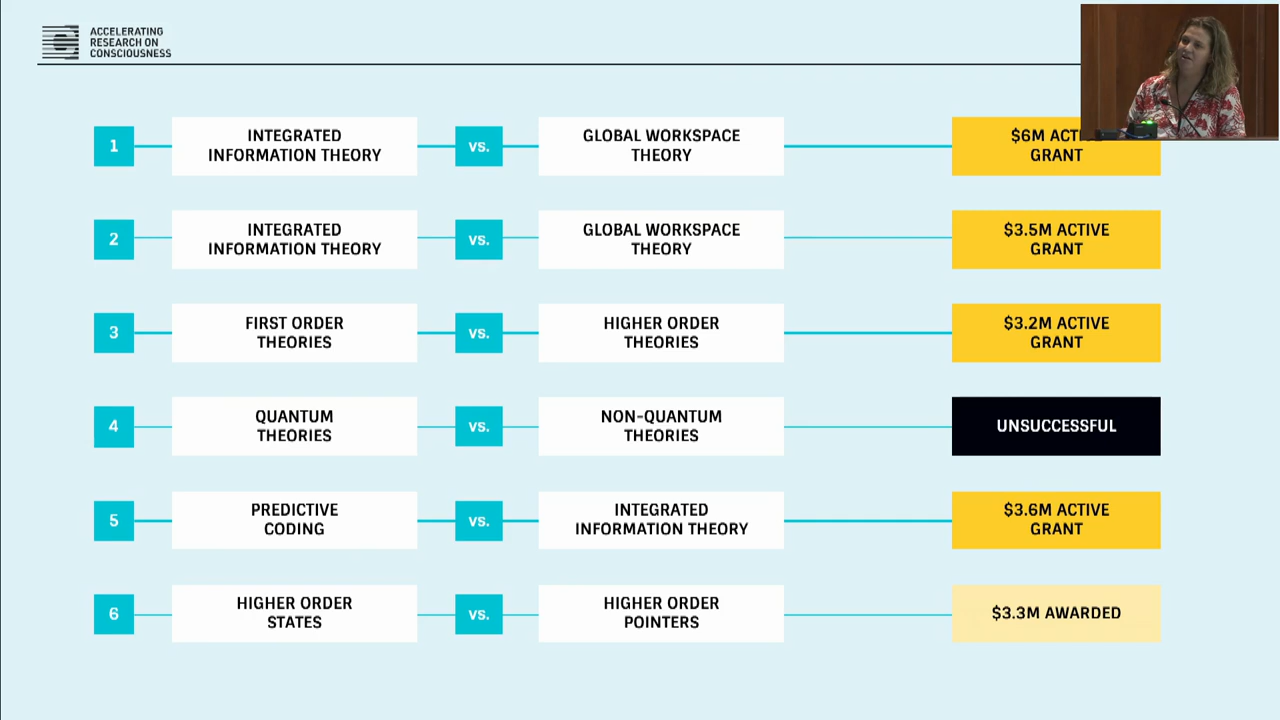 ACCELERATING
RESEARCH ON
CONSCIOUSNESS
1
INTEGRATED
INFORMATION THEORY
VS.
GLOBAL WORKSPACE
THEORY
$6M
GRANT
2
INTEGRATED
INFORMATION THEORY
VS.
GLOBAL WORKSPACE
THEORY
$3.5M ACTIVE
GRANT
3
FIRST ORDER
THEORIES
VS.
HIGHER ORDER
THEORIES
$3.2M ACTIVE
GRANT
4
QUANTUM
THEORIES
VS.
NON-QUANTUM
THEORIES
UNSUCCESSFUL
5
PREDICTIVE
CODING
VS.
INTEGRATED
INFORMATION THEORY
$3.6M ACTIVE
GRANT
6
HIGHER ORDER
STATES
VS.
HIGHER ORDER
POINTERS
$3.3M AWARDED